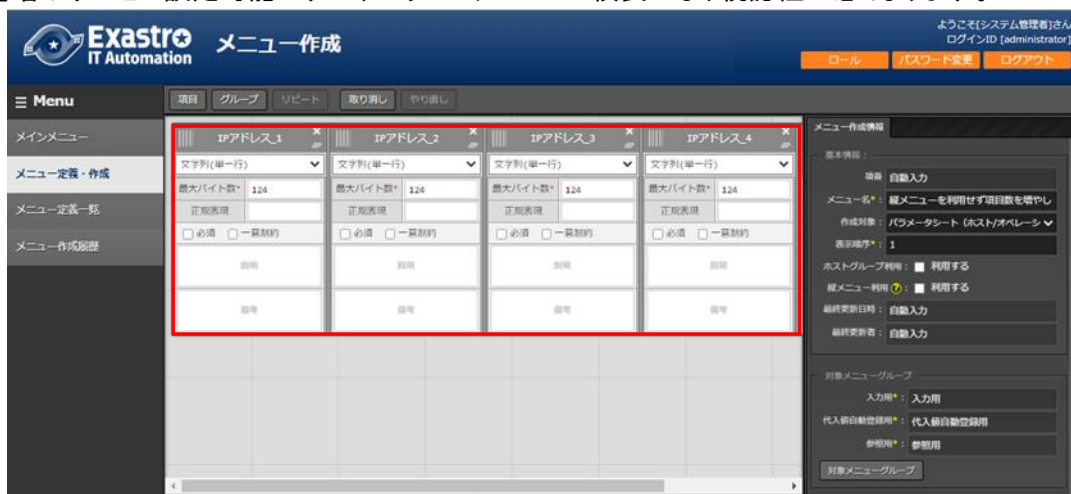 Exastro
IT Automation
メニュー作成
ようこそ[システム管理者]さん
ログインID [administrator]
ロール
パスワード変更
ログアウト
Menu
項目
グループ
リピート
取り消し
やり直し
メインメニュー
メニュー定義・作成
メニュー定義一覧
メニュー作成履歴
IPアドレス_1
文字列(単一行)
最大バイト数* 124
正規表現
必須 一意制約
説明
備考
IPアドレス_2
文字列(単一行)
最大バイト数* 124
正規表現
必須 一意制約
説明
備考
IPアドレス_3
文字列(単一行)
最大バイト数* 124
正規表現
必須 一意制約
説明
備考
IPアドレス_4
文字列(単一行)
最大バイト数* 124
正規表現
必須 一意制約
説明
備考
メニュー作成情報
基本情報:
項番 自動入力
メニュー名*: 縦メニューを利用せず項目数を増やし
作成対象: パラメータシート(ホスト/オペレーシ
表示順序*: 1
ホストグループ利用: 利用する
縦メニュー利用?: 利用する
最終更新日時: 自動入力
最終更新者: 自動入力
対象メニューグループ
入力用*: 入力用
代入値自動登録用*: 代入値自動登録用
参照用*: 参照用
対象メニューグループ